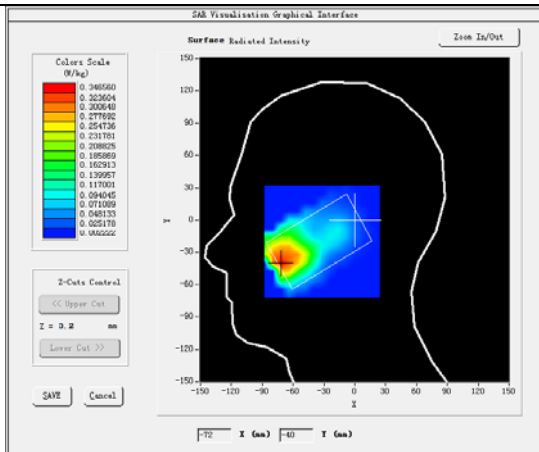 SAR Visualisation Graphical Interface
Surface Radiated Intensity
Zoom In/Out
Colors Scale
(W/kg)
0.346560
0.323604
0.300648
0.277692
0.254736
0.231781
0.208825
0.185869
0.162913
0.139957
0.117001
0.094045
0.071089
0.048133
0.025178
0.002222
Z-Cuts Control
<< Upper Cut
Z = 3.2 mm
Lower Cut >>
SAVE Cancel
150
120
90
60
30
0
-30
-60
-90
-120
-150
Y
-150 -120 -90 -60 -30 0 30 60 90 120 150
X
-72 X (mm) -40 Y (mm)